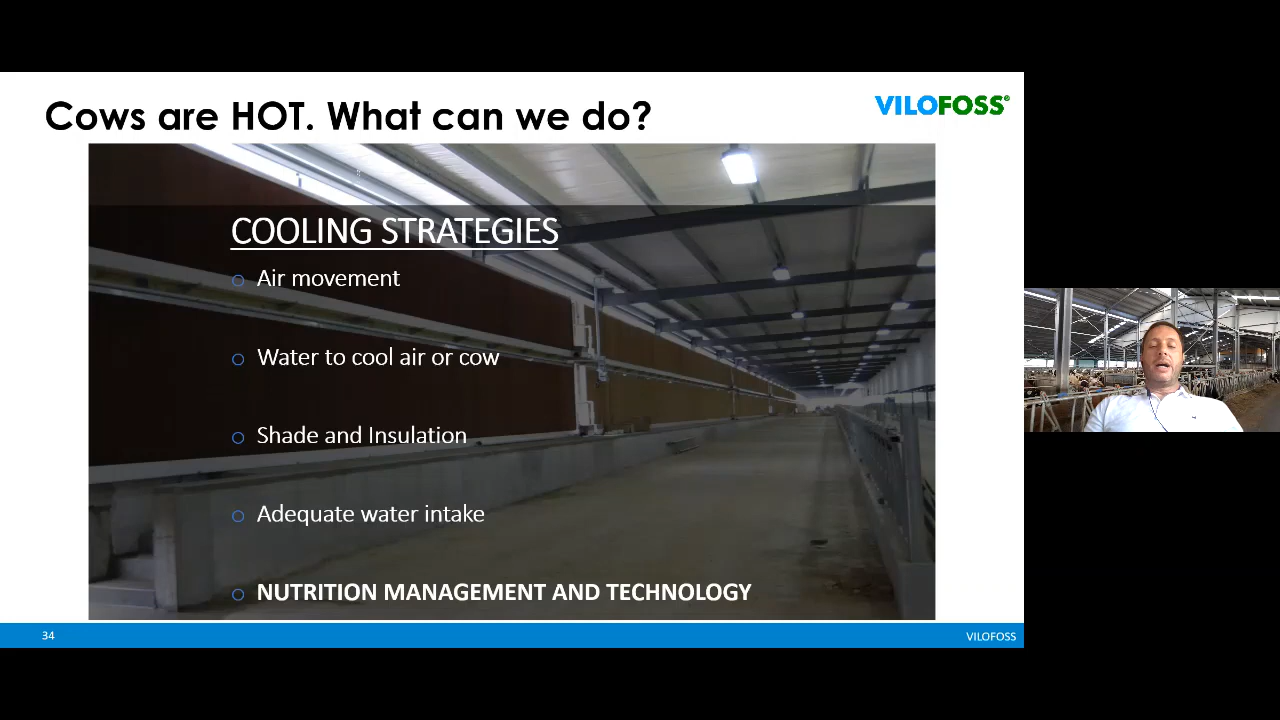 Cows are HOT. What can we do?
VILOFOSS®
COOLING STRATEGIES
Air movement
Water to cool air or cow
Shade and Insulation
Adequate water intake
NUTRITION MANAGEMENT AND TECHNOLOGY
34
VILOFOSS